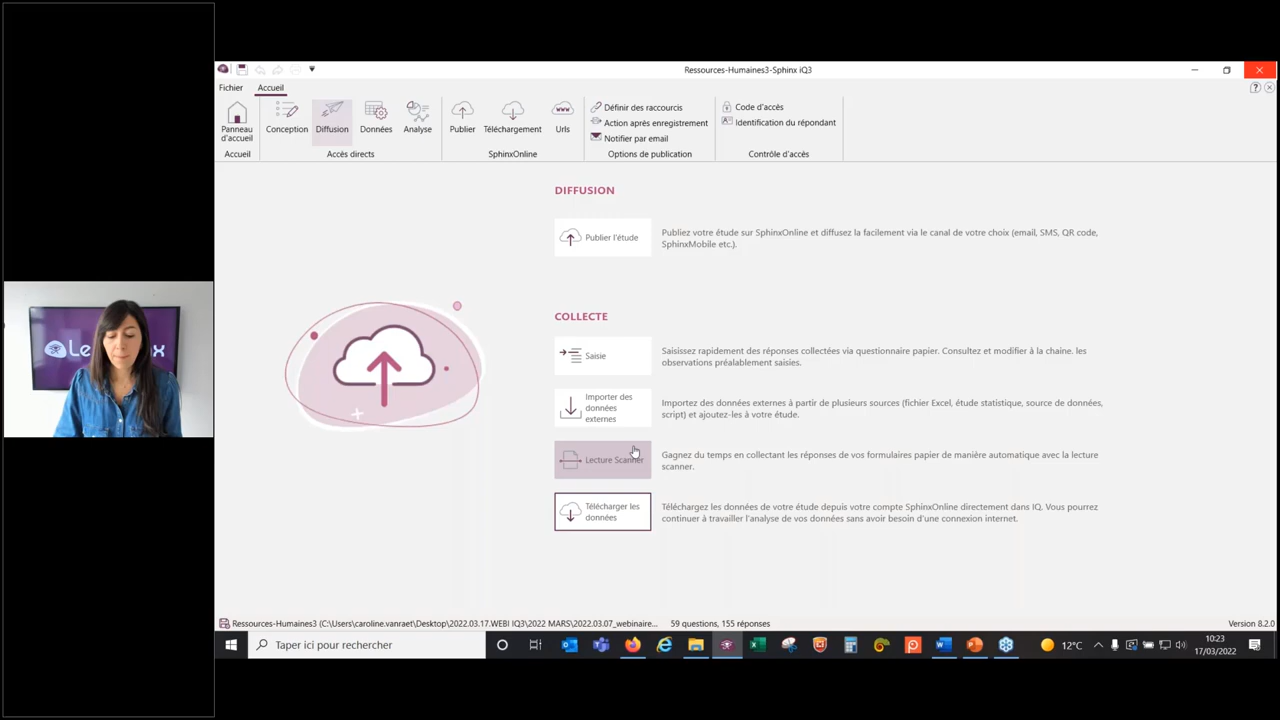 Ressources-Humaines3-Sphinx iQ3
Fichier
Accueil
Panneau d'accueil
Conception
Diffusion
Données
Analyse
Publier
Téléchargement
Urls
Définir des raccourcis
Action après enregistrement
Notifier par email
Code d'accès
Identification du répondant
Accueil
Accès directs
SphinxOnline
Options de publication
Contrôle d'accès
DIFFUSION
Publier l'étude
Publiez votre étude sur SphinxOnline et diffusez la facilement via le canal de votre choix (email, SMS, QR code,
SphinxMobile etc.).
COLLECTE
Saisie
Saisissez rapidement des réponses collectées via questionnaire papier. Consultez et modifier à la chaine. les
observations préalablement saisies.
Importer des
données
externes
Importez des données externes à partir de plusieurs sources (fichier Excel, étude statistique, source de données,
script) et ajoutez-les à votre étude.
Lecture Scanner
Gagnez du temps en collectant les réponses de vos formulaires papier de manière automatique avec la lecture
scanner.
Télécharger les
données
Téléchargez les données de votre étude depuis votre compte SphinxOnline directement dans IQ. Vous pourrez
continuer à travailler l'analyse de vos données sans avoir besoin d'une connexion internet.
Ressources-Humaines3 (C:\Users\caroline.vanraet\Desktop\2022.03.17.WEBI IQ3\2022 MARS\2022.03.07_webinaire...
59 questions, 155 réponses
Version 8.2.0
Taper ici pour rechercher
12°C
10:23
17/03/2022